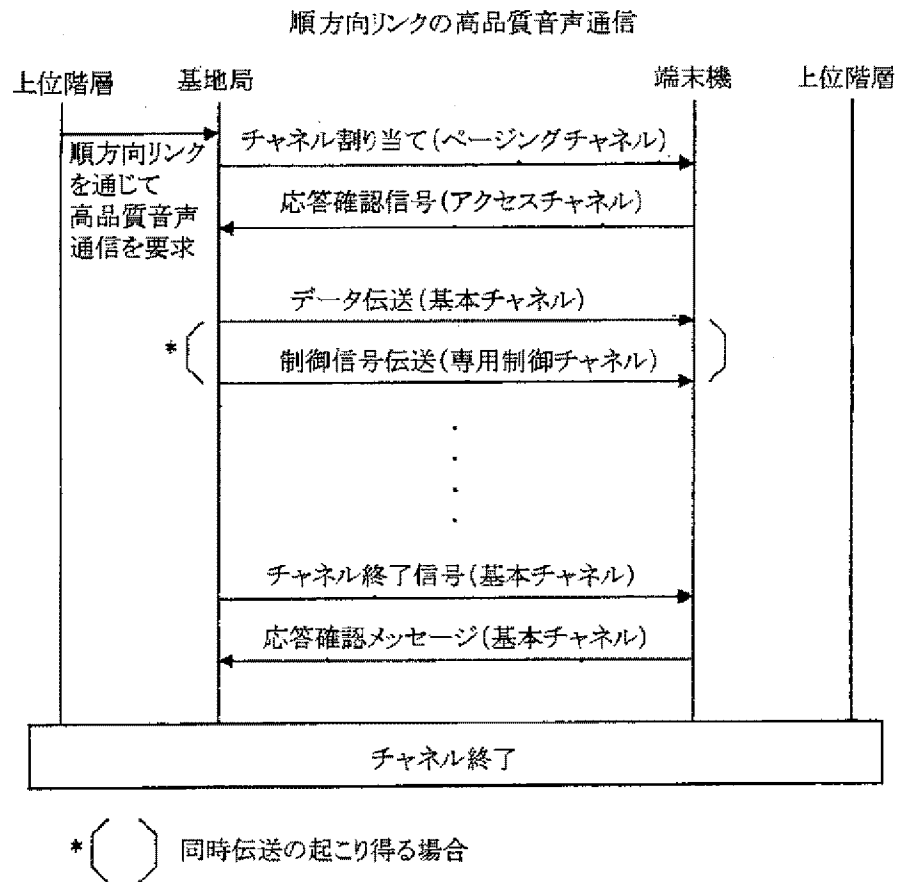 順方向リンクの高品質音声通信
上位階層
基地局
端末機
上位階層
チャネル割り当て(ページングチャネル)
順方向リンク
を通じて
高品質音声
通信を要求
応答確認信号(アクセスチャネル)
データ伝送(基本チャネル)
*
制御信号伝送(専用制御チャネル)
チャネル終了信号(基本チャネル)
応答確認メッセージ(基本チャネル)
チャネル終了
*( ) 同時伝送の起こり得る場合